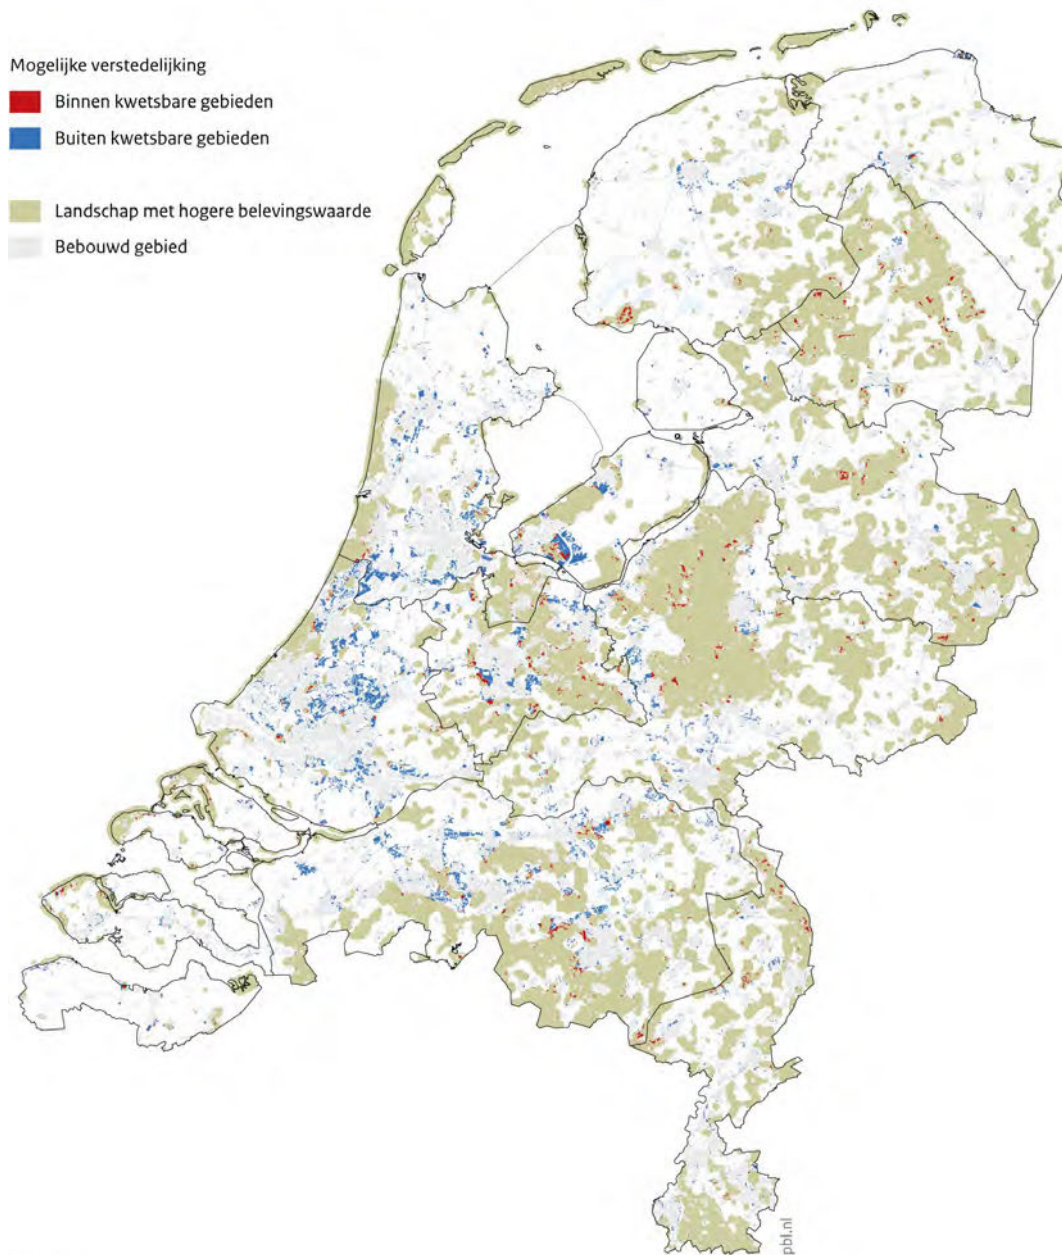 Mogelijke verstedelijking
Binnen kwetsbare gebieden
Buiten kwetsbare gebieden
Landschap met hogere belevingswaarde
Bebouwd gebied
pbl.nl